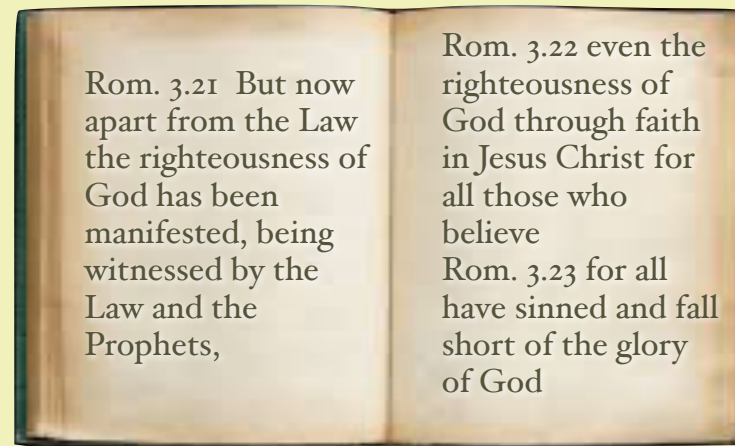 Rom. 3.21  But now
apart from the Law
the righteousness of
God has been
manifested, being
witnessed by the
Law and the
Prophets,
Rom. 3.22 even the
righteousness of
God through faith
in Jesus Christ for
all those who
believe
Rom. 3.23 for all
have sinned and fall
short of the glory
of God